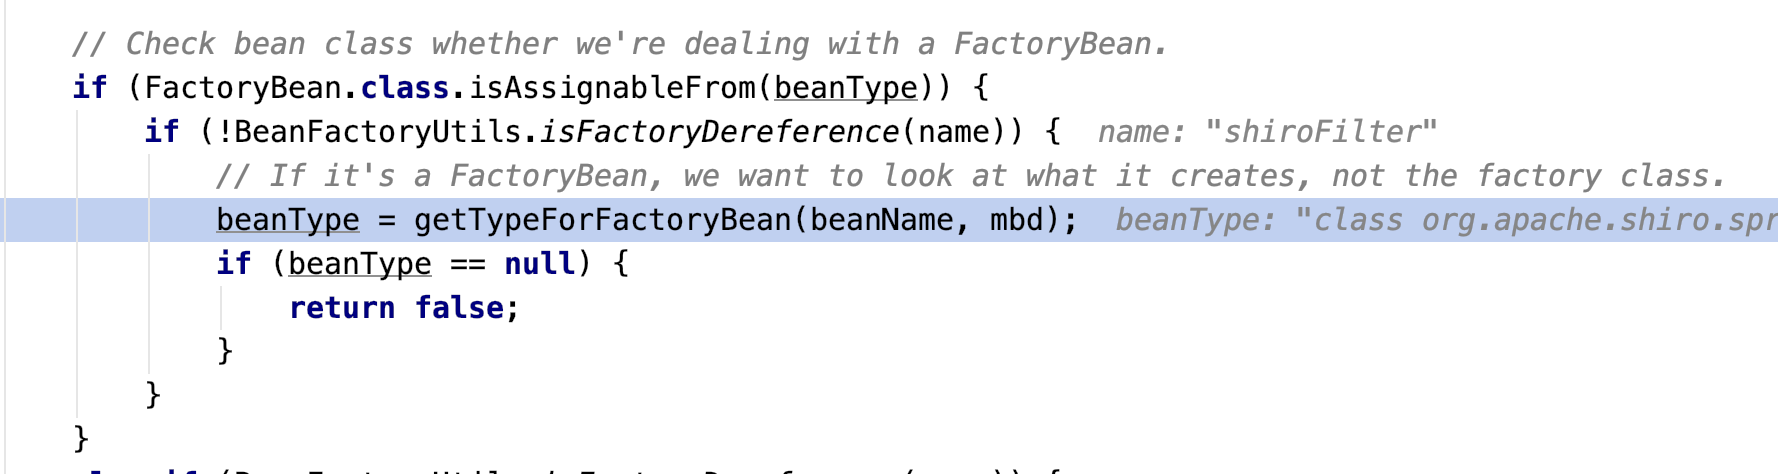 // Check bean class whether we're dealing with a FactoryBean.
if (FactoryBean.class.isAssignableFrom(beanType)) {
if (!BeanFactoryUtils.isFactoryDereference(name)) { name: "shiroFilter"
// If it's a FactoryBean, we want to look at what it creates, not the factory class.
beanType = getTypeForFactoryBean(beanName, mbd); beanType: "class org.apache.shiro.spr
if (beanType == null) {
return false;
}
}
}